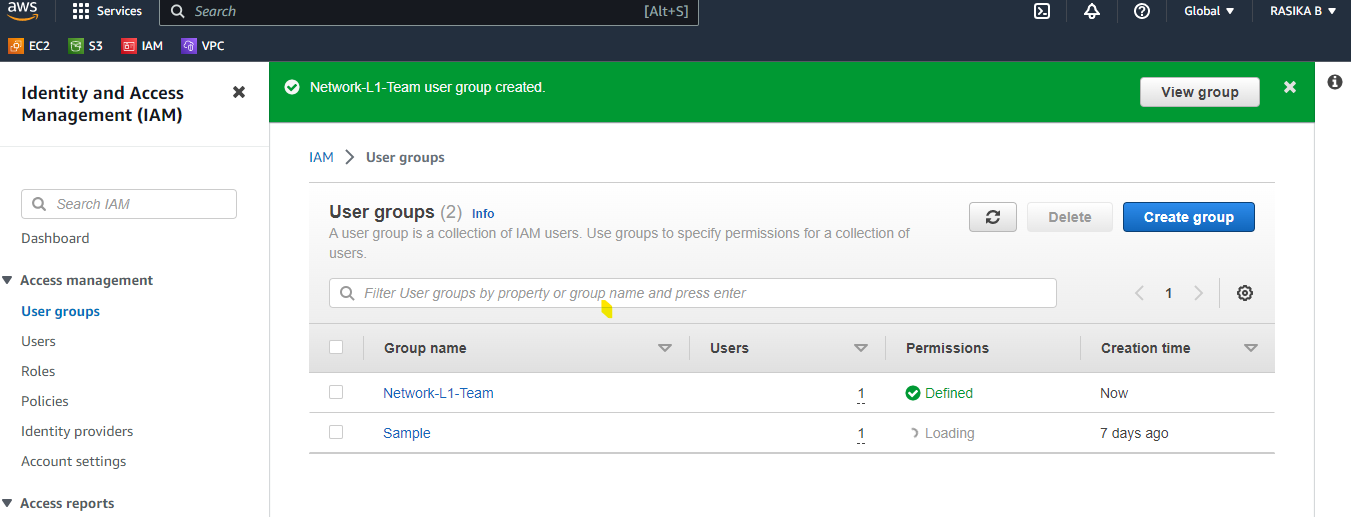 aws
Services
Search
[Alt+S]
Global
RASIKA B
EC2
S3
IAM
VPC
Identity and Access
Management (IAM)
Search IAM
Dashboard
Access management
User groups
Users
Roles
Policies
Identity providers
Account settings
Access reports
Network-L1-Team user group created.
View group
IAM
User groups
User groups (2) Info
A user group is a collection of IAM users. Use groups to specify permissions for a collection of
users.
Delete
Create group
Filter User groups by property or group name and press enter
1
Group name Users Permissions Creation time
Network-L1-Team 1 Defined Now
Sample 1 Loading 7 days ago